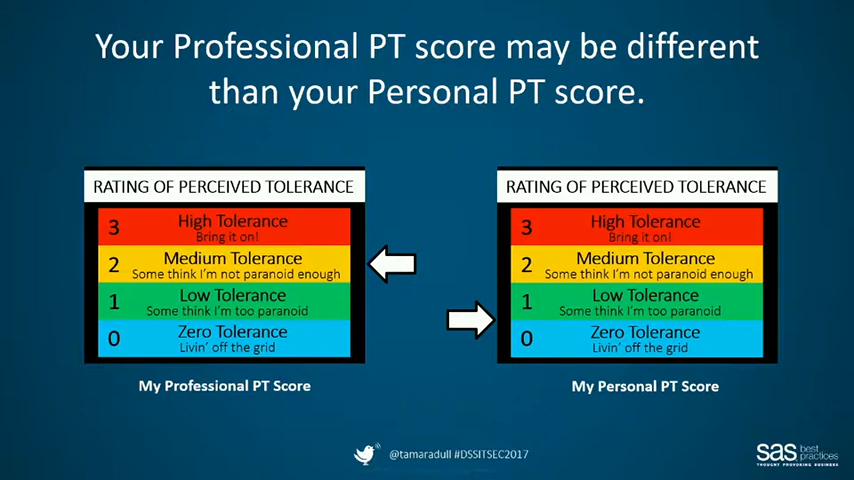 Your Professional PT score may be different
than your Personal PT score.
RATING OF PERCEIVED TOLERANCE
3
High Tolerance
Bring it on!
2
Medium Tolerance
Some think I'm not paranoid enough
1
Low Tolerance
Some think I'm too paranoid
0
Zero Tolerance
Livin' off the grid
My Professional PT Score
RATING OF PERCEIVED TOLERANCE
3
High Tolerance
Bring it on!
2
Medium Tolerance
Some think I'm not paranoid enough
1
Low Tolerance
Some think I'm too paranoid
0
Zero Tolerance
Livin' off the grid
My Personal PT Score
@tamaradull #DSSITSEC2017
sas best practices
THOUGHT PROVOKING BUSINESS